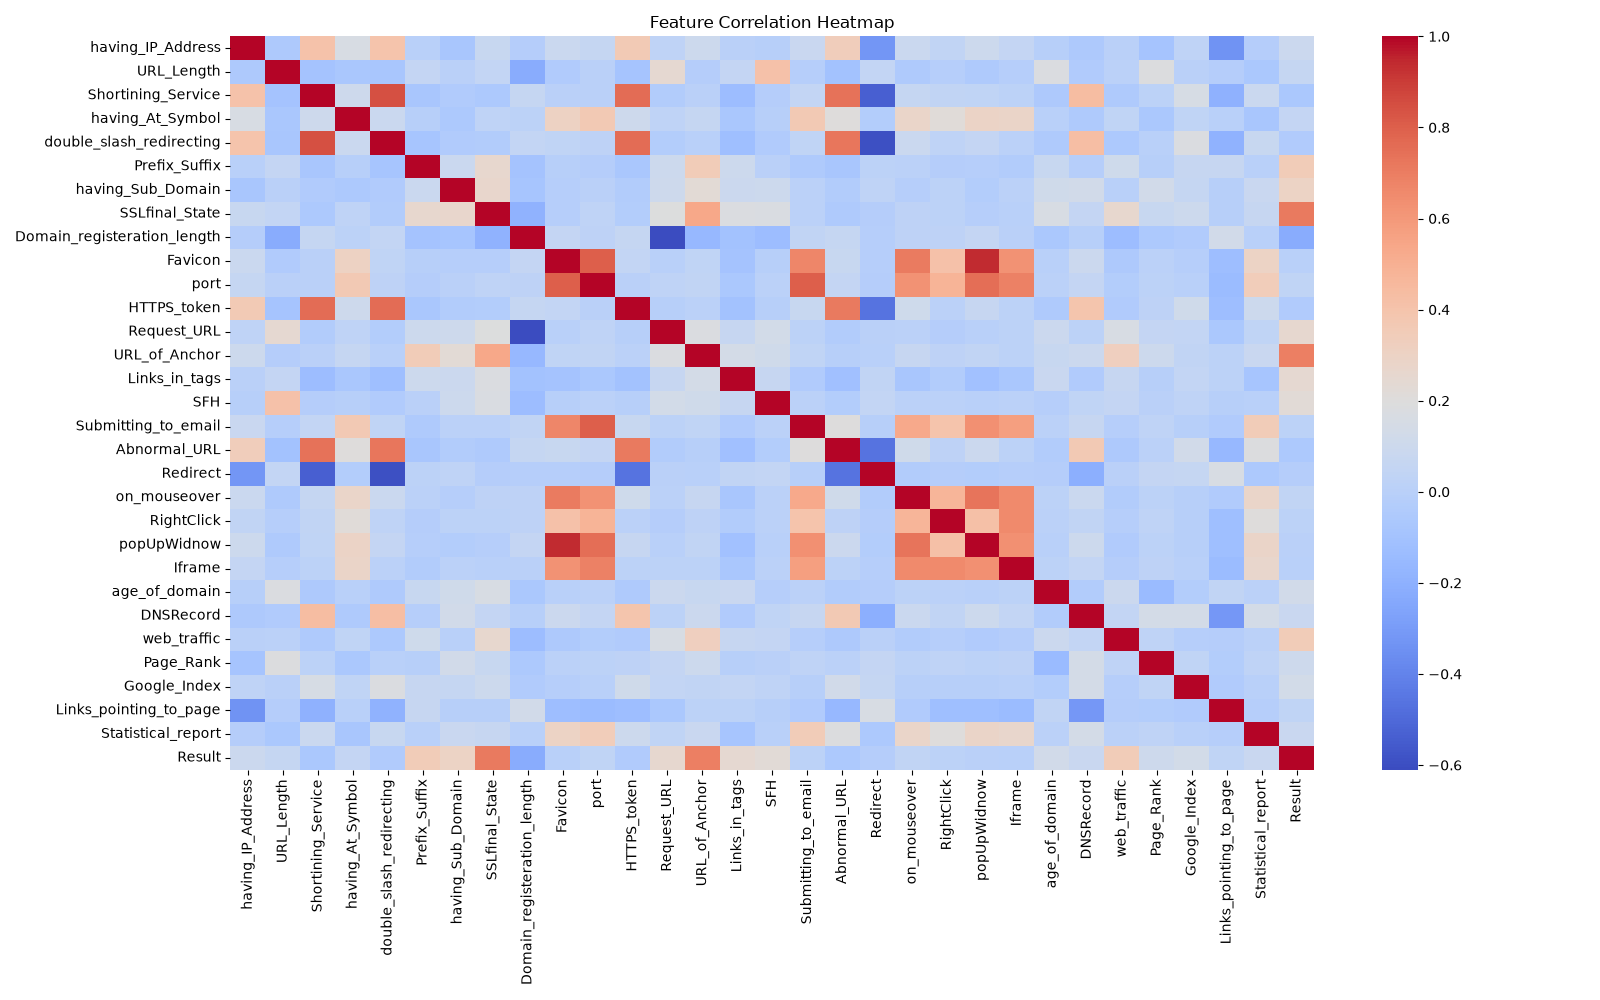 Feature Correlation Heatmap
having_IP_Address
URL_Length
Shortining_Service
having_At_Symbol
double_slash_redirecting
Prefix_Suffix
having_Sub_Domain
SSLfinal_State
Domain_registeration_length
Favicon
port
HTTPS_token
Request_URL
URL_of_Anchor
Links_in_tags
SFH
Submitting_to_email
Abnormal_URL
Redirect
on_mouseover
RightClick
popUpWidnow
Iframe
age_of_domain
DNSRecord
web_traffic
Page_Rank
Google_Index
Links_pointing_to_page
Statistical_report
Result
having_IP_Address
URL_Length
Shortining_Service
having_At_Symbol
double_slash_redirecting
Prefix_Suffix
having_Sub_Domain
SSLfinal_State
Domain_registeration_length
Favicon
port
HTTPS_token
Request_URL
URL_of_Anchor
Links_in_tags
SFH
Submitting_to_email
Abnormal_URL
Redirect
on_mouseover
RightClick
popUpWidnow
Iframe
age_of_domain
DNSRecord
web_traffic
Page_Rank
Google_Index
Links_pointing_to_page
Statistical_report
Result
1.0
0.8
0.6
0.4
0.2
0.0
−0.2
−0.4
−0.6